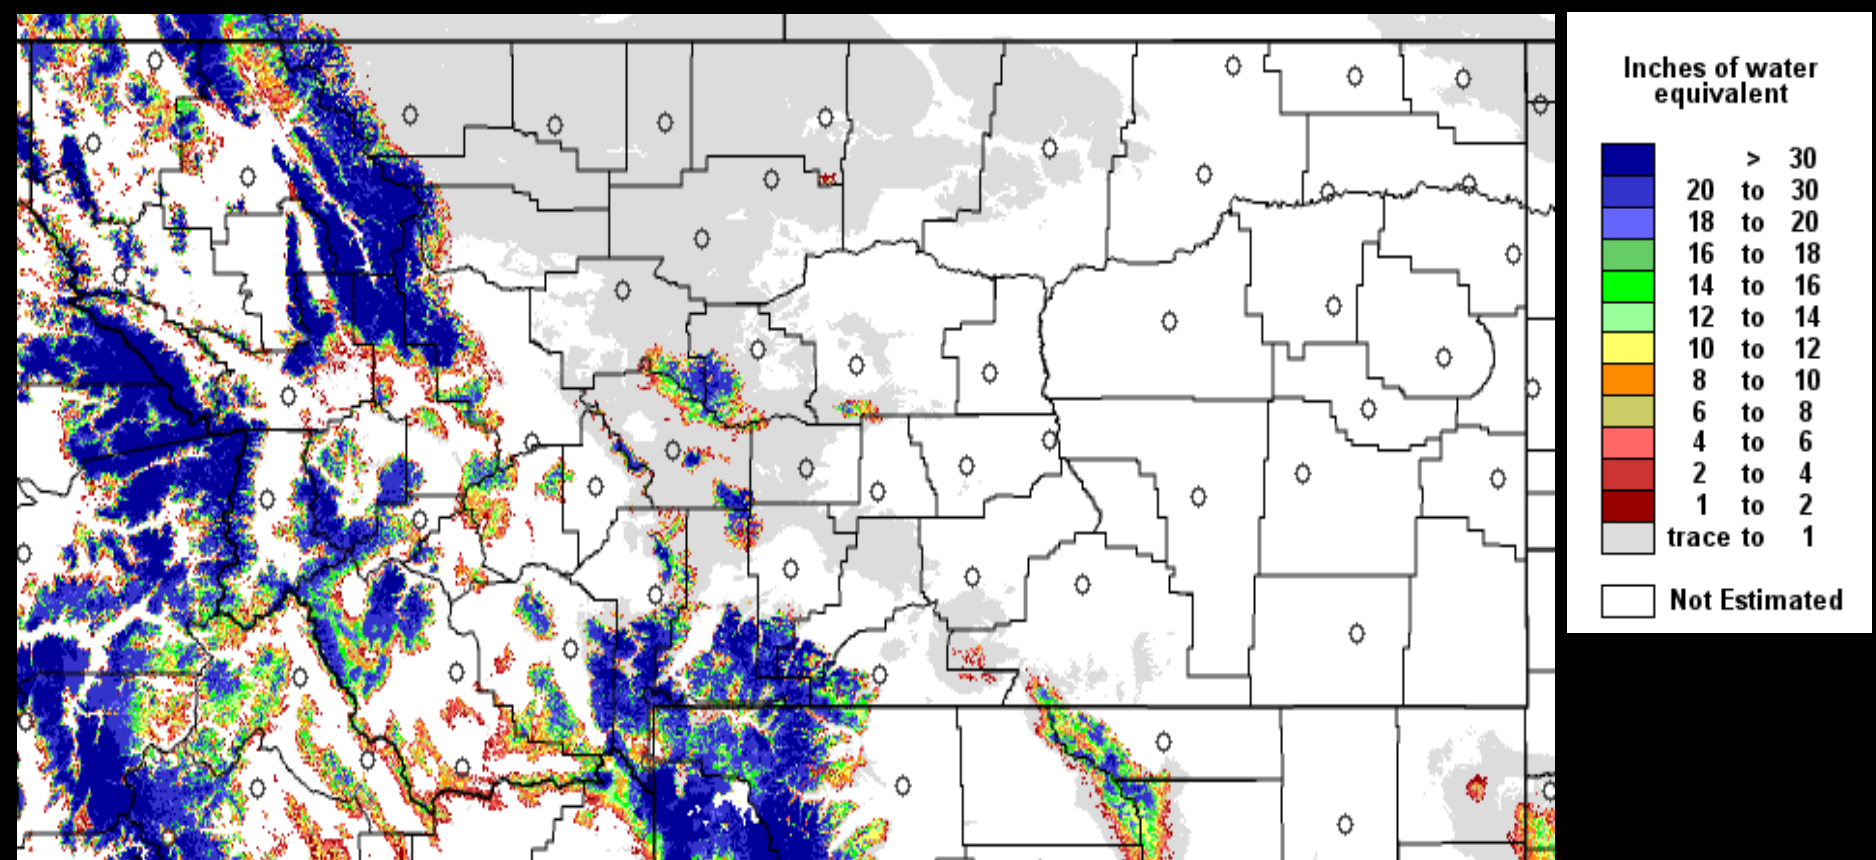 Inches of water
equivalent
> 30
20 to 30
18 to 20
16 to 18
14 to 16
12 to 14
10 to 12
8 to 10
6 to 8
4 to 6
2 to 4
1 to 2
trace to 1
Not Estimated